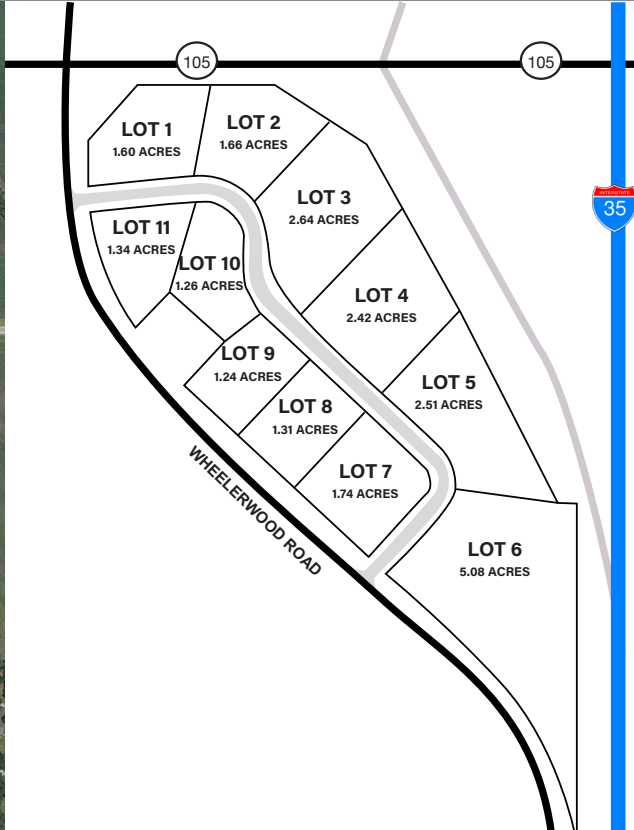 105
105
LOT 1
1.60 ACRES
LOT 2
1.66 ACRES
LOT 3
2.64 ACRES
INTERSTATE
35
LOT 11
1.34 ACRES
LOT 10
1.26 ACRES
LOT 4
2.42 ACRES
LOT 9
1.24 ACRES
LOT 5
2.51 ACRES
LOT 8
1.31 ACRES
LOT 7
1.74 ACRES
WHEELERWOOD ROAD
LOT 6
5.08 ACRES